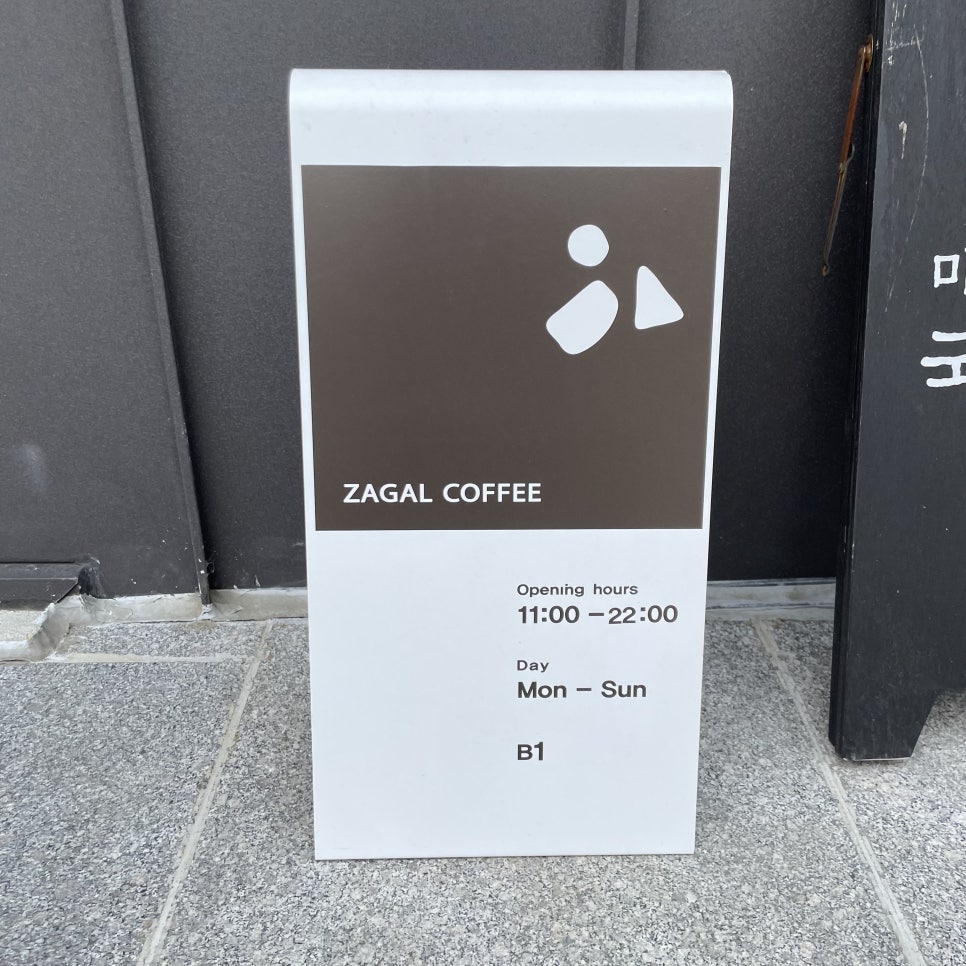 ZAGAL COFFEE
Opening hours
11:00 – 22:00
Day
Mon – Sun
B1